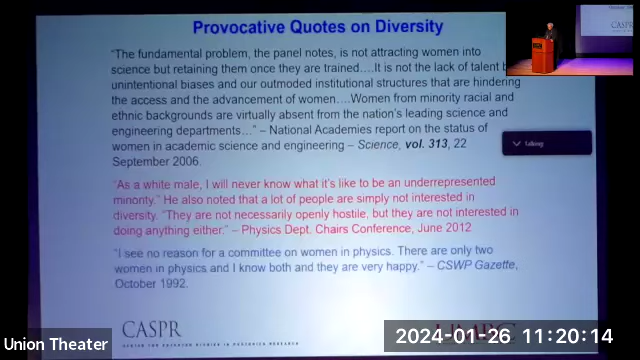 Provocative Quotes on Diversity
“The fundamental problem, the panel notes, is not attracting women into
science but retaining them once they are trained….It is not the lack of talent
unintentional biases and our outmoded institutional structures that are hindering
the access and the advancement of women….Women from minority racial and
ethnic backgrounds are virtually absent from the nation's leading science and
engineering departments…” – National Academies report on the status of
women in academic science and engineering – Science, vol. 313, 22
September 2006.
Talking
“As a white male, I will never know what it's like to be an underrepresented
minority.” He also noted that a lot of people are simply not interested in
diversity. “They are not necessarily openly hostile, but they are not interested in
doing anything either.” – Physics Dept. Chairs Conference, June 2012
“I see no reason for a committee on women in physics. There are only two
women in physics and I know both and they are very happy.” – CSWP Gazette,
October 1992.
CASPR
Union Theater
2024-01-26 11:20:14